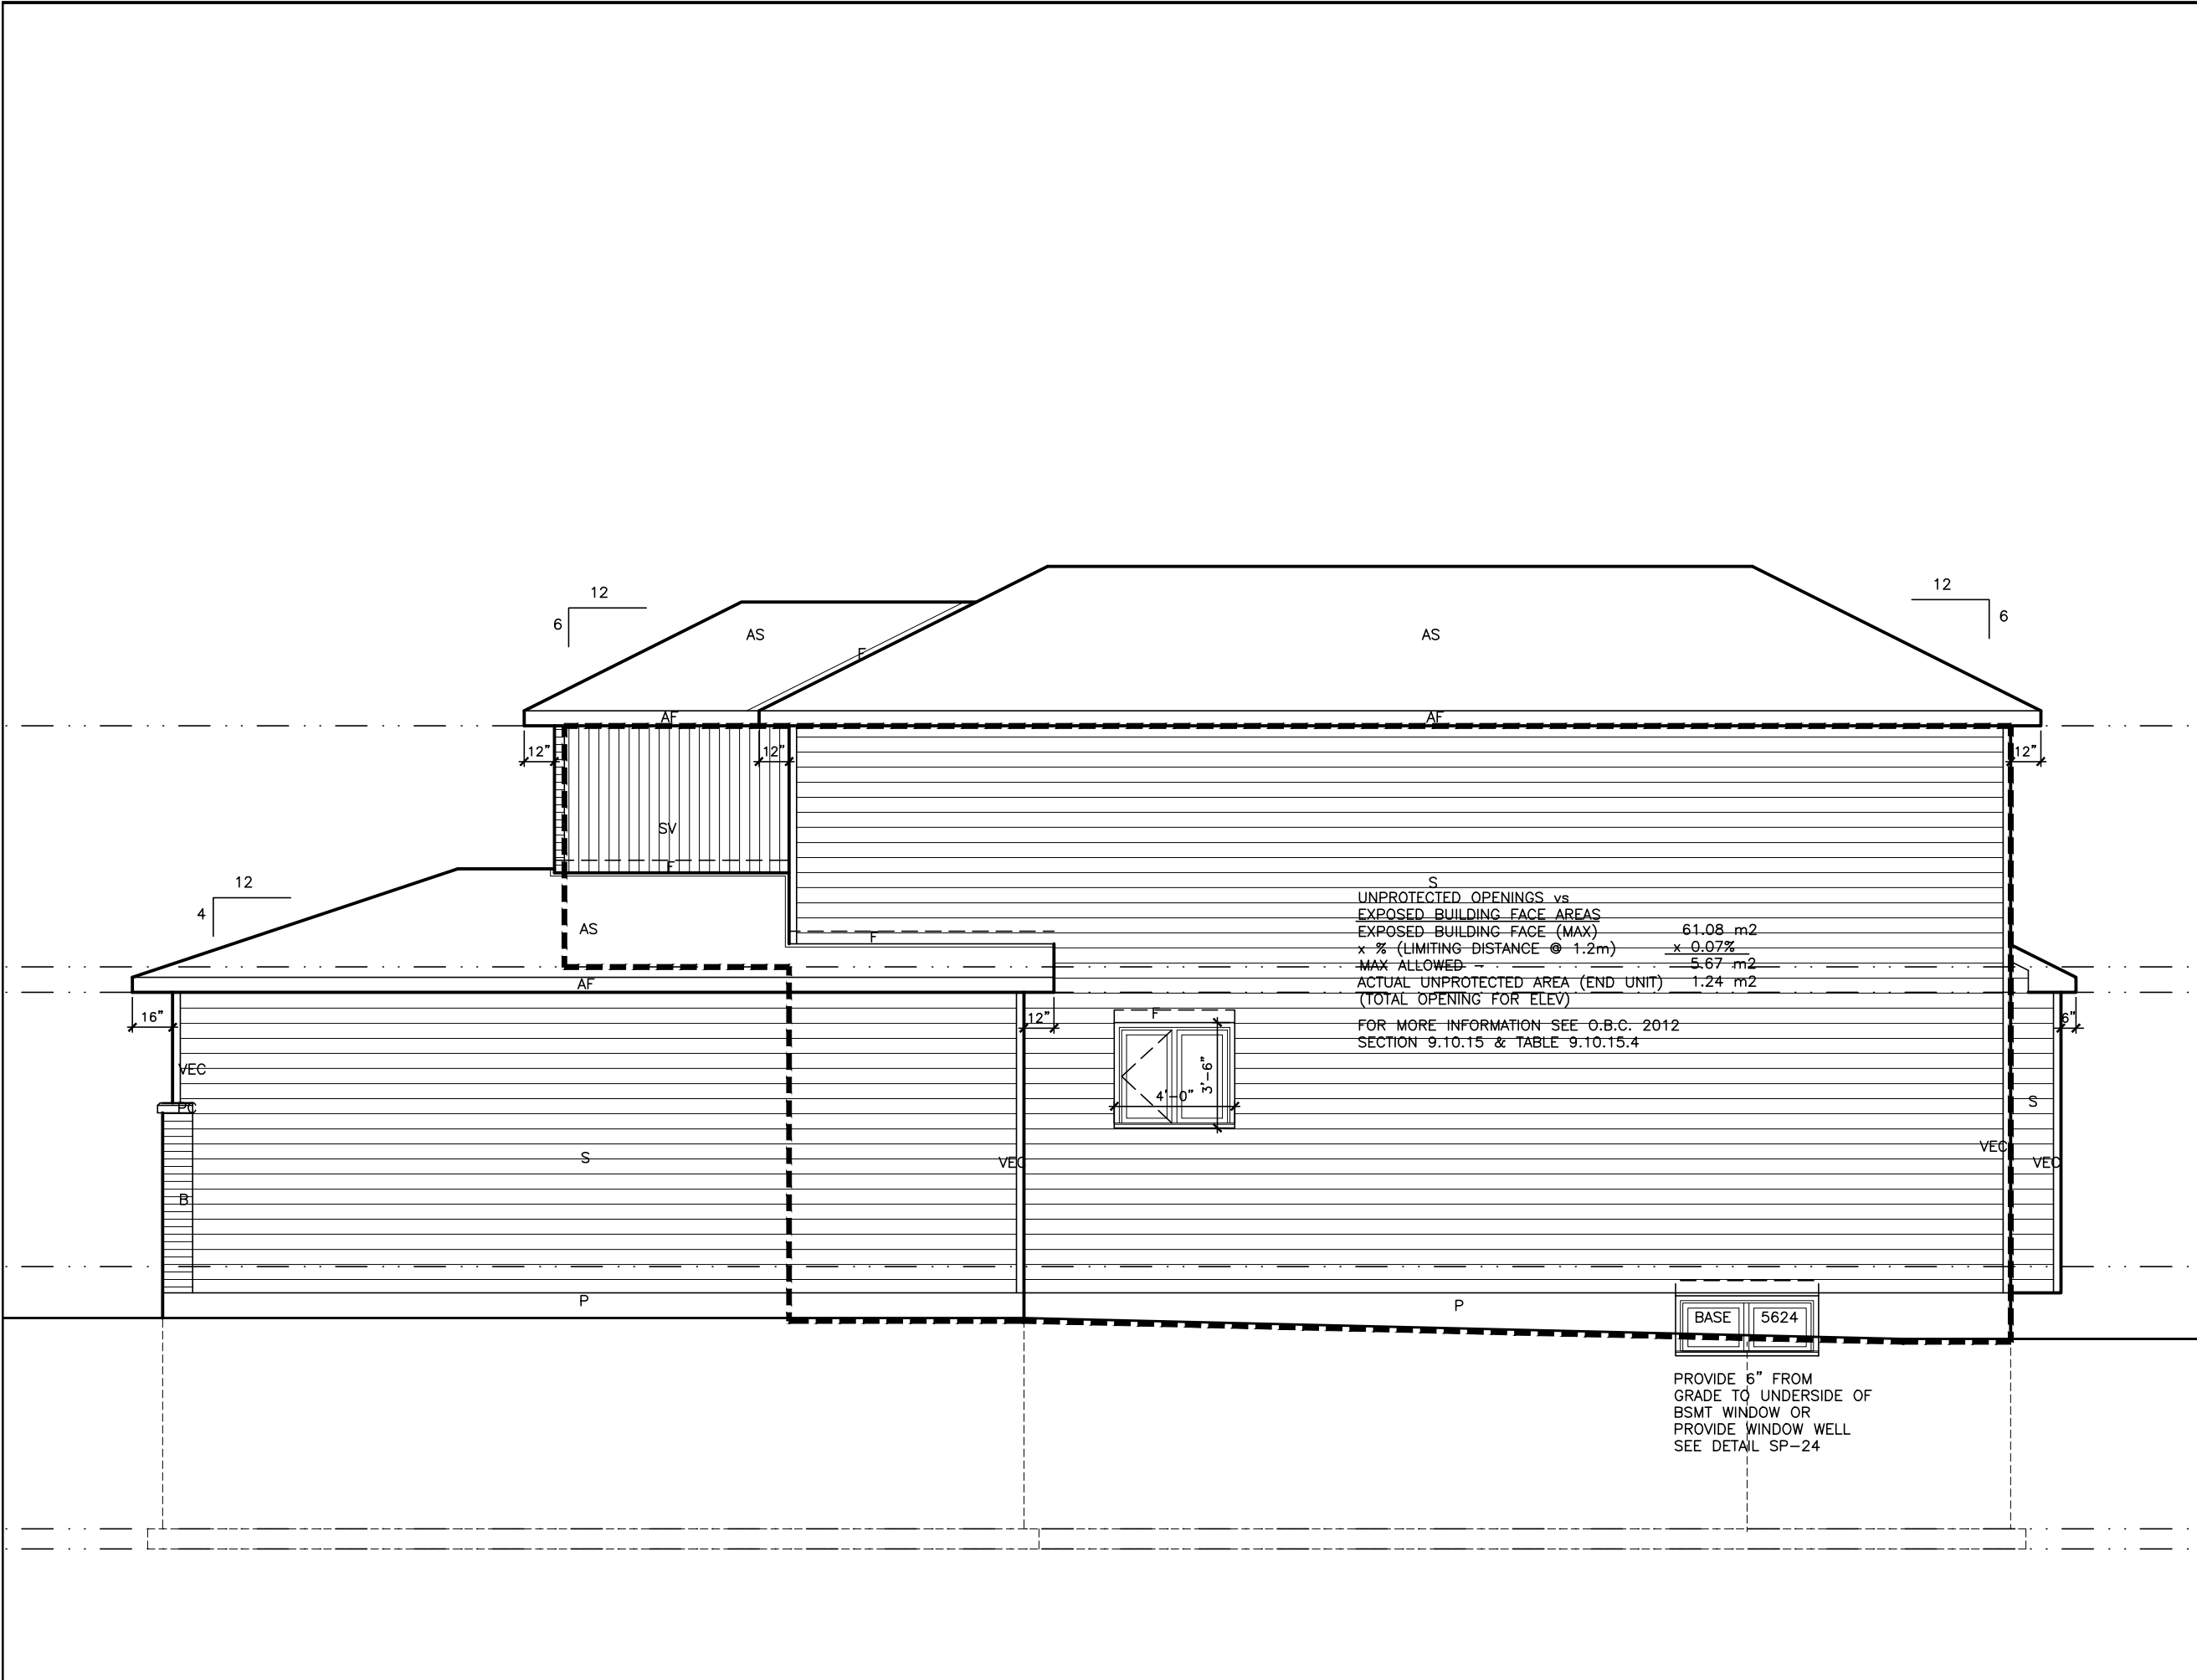 12
6
12
6
AS
AS
F
AF
AF
12"
12"
12"
SV
F
12
4
S
UNPROTECTED OPENINGS vs
EXPOSED BUILDING FACE AREAS
EXPOSED BUILDING FACE (MAX) 61.08 m2
x % (LIMITING DISTANCE @ 1.2m) x 0.07%
MAX ALLOWED - 5.67 m2
ACTUAL UNPROTECTED AREA (END UNIT) 1.24 m2
(TOTAL OPENING FOR ELEV)
FOR MORE INFORMATION SEE O.B.C. 2012
SECTION 9.10.15 & TABLE 9.10.15.4
AS
F
AF
16"
12"
F
6"
3'-6"
4'-0"
VEC
PC
S
B
VEC
VEC
S
VEC
P
P
BASE 5624
PROVIDE 6" FROM
GRADE TO UNDERSIDE OF
BSMT WINDOW OR
PROVIDE WINDOW WELL
SEE DETAIL SP-24